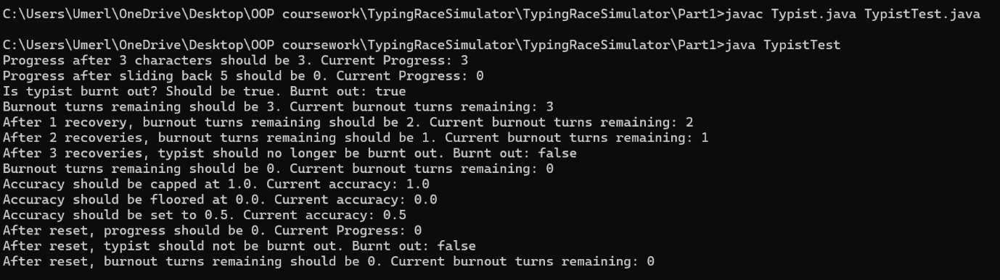 C:\Users\Umerl\OneDrive\Desktop\OOP coursework\TypingRaceSimulator\TypingRaceSimulator\Part1>javac Typist.java TypistTest.java
C:\Users\Umerl\OneDrive\Desktop\OOP coursework\TypingRaceSimulator\TypingRaceSimulator\Part1>java TypistTest
Progress after 3 characters should be 3. Current Progress: 3
Progress after sliding back 5 should be 0. Current Progress: 0
Is typist burnt out? Should be true. Burnt out: true
Burnout turns remaining should be 3. Current burnout turns remaining: 3
After 1 recovery, burnout turns remaining should be 2. Current burnout turns remaining: 2
After 2 recoveries, burnout turns remaining should be 1. Current burnout turns remaining: 1
After 3 recoveries, typist should no longer be burnt out. Burnt out: false
Burnout turns remaining should be 0. Current burnout turns remaining: 0
Accuracy should be capped at 1.0. Current accuracy: 1.0
Accuracy should be floored at 0.0. Current accuracy: 0.0
Accuracy should be set to 0.5. Current accuracy: 0.5
After reset, progress should be 0. Current Progress: 0
After reset, typist should not be burnt out. Burnt out: false
After reset, burnout turns remaining should be 0. Current burnout turns remaining: 0